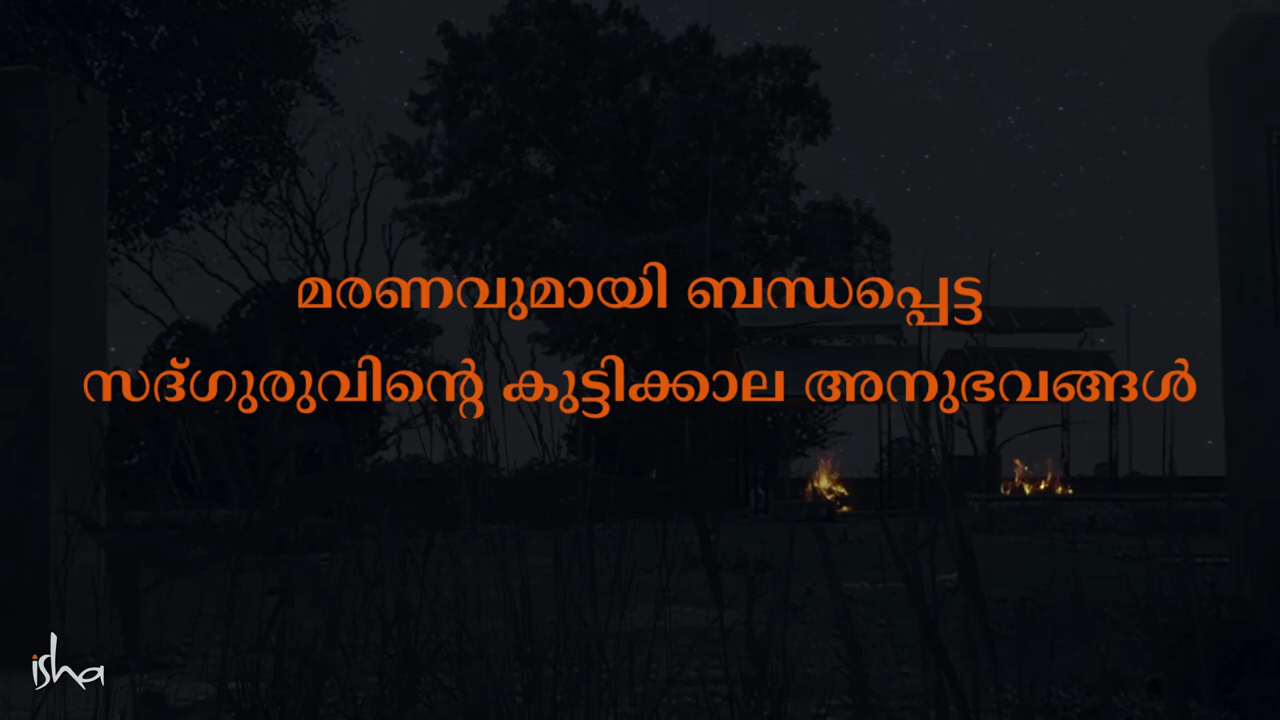 മരണവുമായി ബന്ധപ്പെട്ട
സദ്ഗുരുവിന്റെ കുട്ടിക്കാല അനുഭവങ്ങൾ
isha